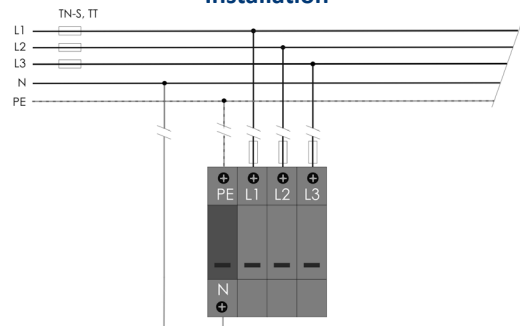 Installation
TN-S, TT
L1
L2
L3
N
PE
PE L1 L2 L3
N